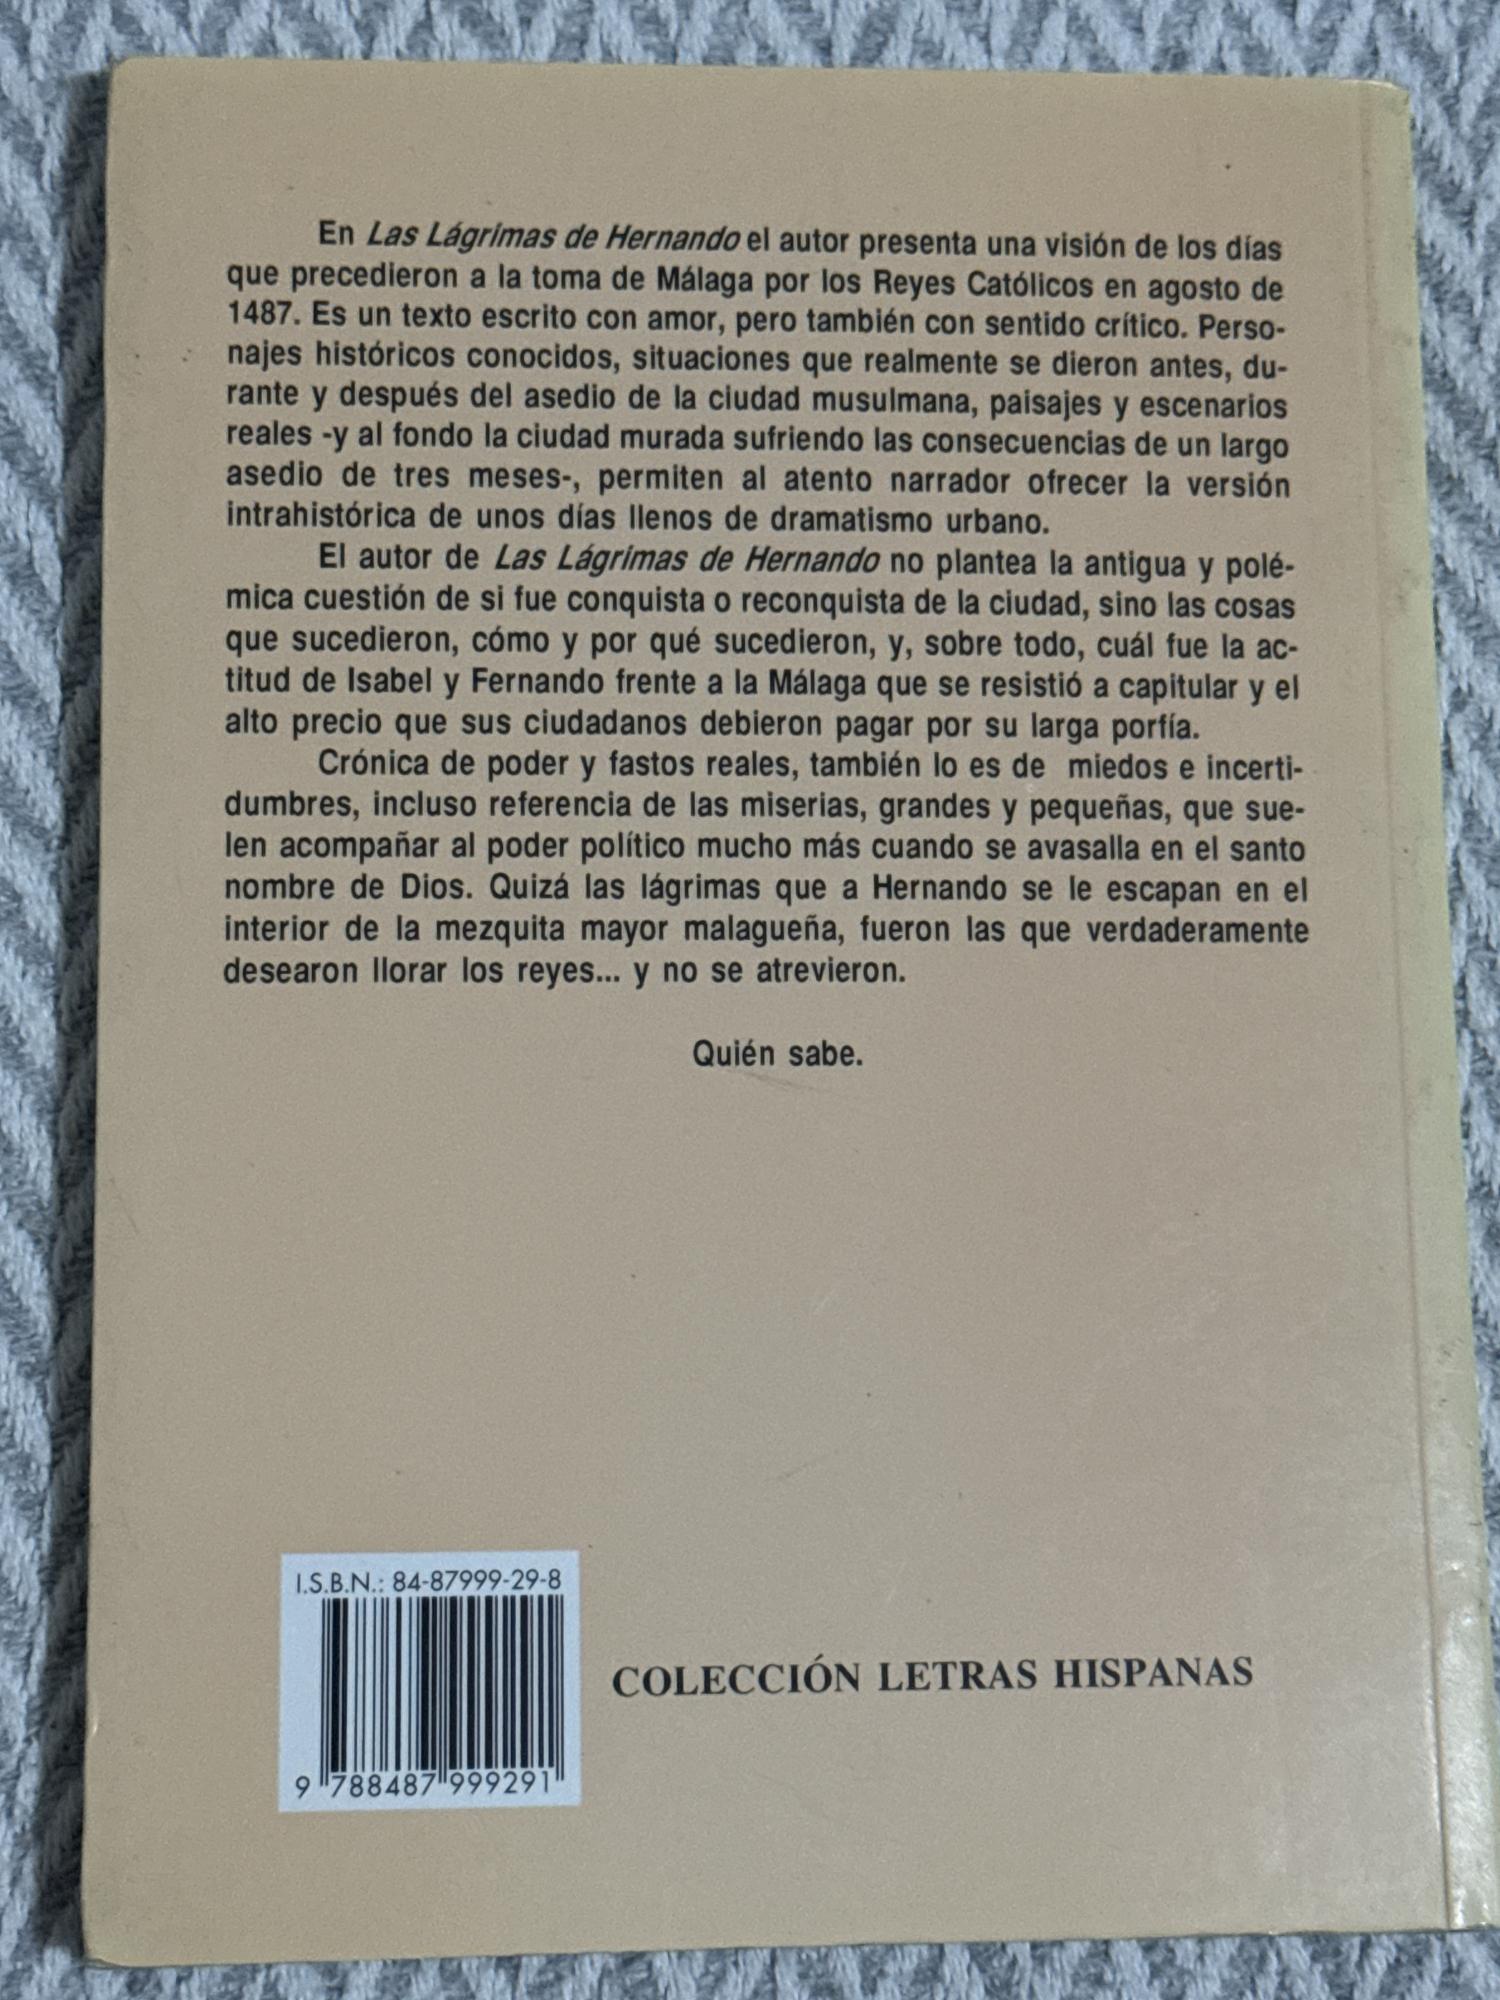 En Las Lágrimas de Hernando el autor presenta una visión de los días
que precedieron a la toma de Málaga por los Reyes Católicos en agosto de
1487. Es un texto escrito con amor, pero también con sentido crítico. Perso-
najes históricos conocidos, situaciones que realmente se dieron antes, du-
rante y después del asedio de la ciudad musulmana, paisajes y escenarios
reales -y al fondo la ciudad murada sufriendo las consecuencias de un largo
asedio de tres meses-, permiten al atento narrador ofrecer la versión
intrahistórica de unos días llenos de dramatismo urbano.
El autor de Las Lágrimas de Hernando no plantea la antigua y polé-
mica cuestión de si fue conquista o reconquista de la ciudad, sino las cosas
que sucedieron, cómo y por qué sucedieron, y, sobre todo, cuál fue la ac-
titud de Isabel y Fernando frente a la Málaga que se resistió a capitular y el
alto precio que sus ciudadanos debieron pagar por su larga porfía.
Crónica de poder y fastos reales, también lo es de miedos e incerti-
dumbres, incluso referencia de las miserias, grandes y pequeñas, que sue-
len acompañar al poder político mucho más cuando se avasalla en el santo
nombre de Dios. Quizá las lágrimas que a Hernando se le escapan en el
interior de la mezquita mayor malagueña, fueron las que verdaderamente
desearon llorar los reyes... y no se atrevieron.
Quién sabe.
I.S.B.N.: 84-87999-29-8
9 788487 999291
COLECCIÓN LETRAS HISPANAS